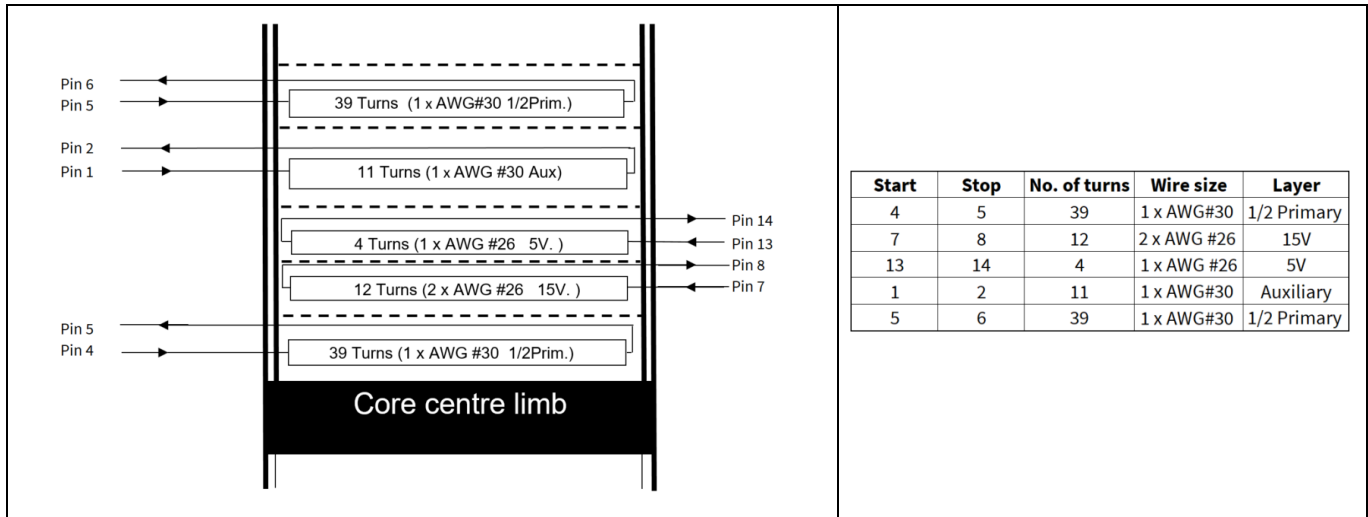 Pin 6
Pin 5
39 Turns (1 x AWG#30 1/2Prim.)
Pin 2
Pin 1
11 Turns (1 x AWG #30 Aux)
Pin 14
Pin 13
4 Turns (1 x AWG #26 5V. )
Pin 8
Pin 7
12 Turns (2 x AWG #26 15V. )
Pin 5
Pin 4
39 Turns (1 x AWG #30 1/2Prim.)
Core centre limb
Start Stop No. of turns Wire size Layer
4 5 39 1 x AWG#30 1/2 Primary
7 8 12 2 x AWG #26 15V
13 14 4 1 x AWG #26 5V
1 2 11 1 x AWG#30 Auxiliary
5 6 39 1 x AWG#30 1/2 Primary